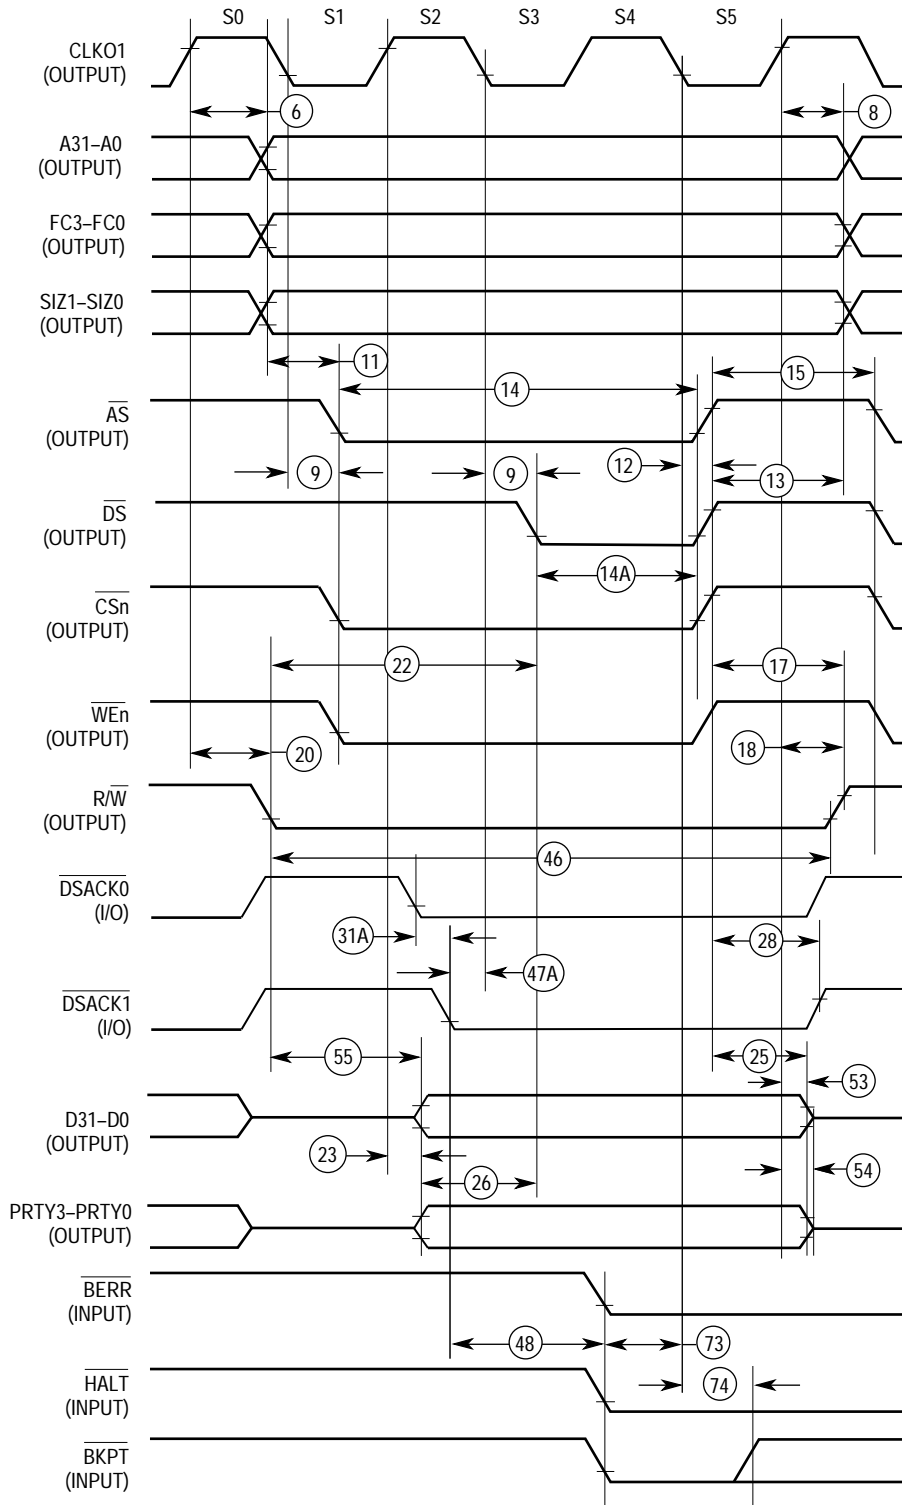 S0 S1 S2 S3 S4 S5
CLKO1
(OUTPUT)
6 8
A31–A0
(OUTPUT)
FC3–FC0
(OUTPUT)
SIZ1–SIZ0
(OUTPUT)
11 15
14
AS
(OUTPUT)
9 9 12
13
DS
(OUTPUT)
14A
CSn
(OUTPUT)
22 17
WEn
(OUTPUT)
20 18
R/W
(OUTPUT)
46
DSACK0
(I/O)
31A 28
47A
DSACK1
(I/O)
55 25
53
D31–D0
(OUTPUT)
23 54
26
PRTY3–PRTY0
(OUTPUT)
BERR
(INPUT)
48 73
74
HALT
(INPUT)
BKPT
(INPUT)